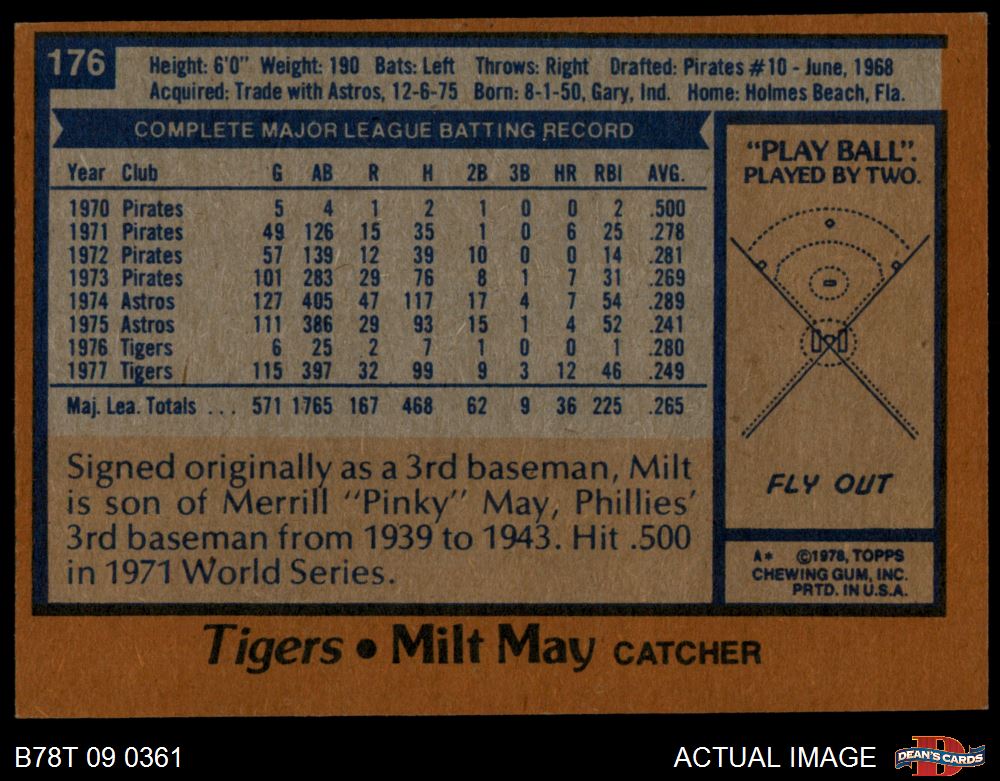 176
Height: 6'0" Weight: 190 Bats: Left Throws: Right Drafted: Pirates #10 - June, 1968
Acquired: Trade with Astros, 12-6-75 Born: 8-1-50, Gary, Ind. Home: Holmes Beach, Fla.
COMPLETE MAJOR LEAGUE BATTING RECORD
Year Club G AB R H 2B 3B HR RBI AVG.
1970 Pirates 5 4 1 2 1 0 0 2 .500
1971 Pirates 49 126 15 35 1 0 6 25 .278
1972 Pirates 57 139 12 39 10 0 0 14 .281
1973 Pirates 101 283 29 76 8 1 7 31 .269
1974 Astros 127 405 47 117 17 4 7 54 .289
1975 Astros 111 386 29 93 15 1 4 52 .241
1976 Tigers 6 25 2 7 1 0 0 1 .280
1977 Tigers 115 397 32 99 9 3 12 46 .249
Maj. Lea. Totals ... 571 1765 167 468 62 9 36 225 .265
Signed originally as a 3rd baseman, Milt
is son of Merrill "Pinky" May, Phillies'
3rd baseman from 1939 to 1943. Hit .500
in 1971 World Series.
"PLAY BALL".
PLAYED BY TWO.
FLY OUT
A* ©1978, TOPPS
CHEWING GUM, INC.
PRTD. IN U.S.A.
Tigers • Milt May CATCHER
B78T 09 0361
ACTUAL IMAGE
D
DEAN'S CARDS